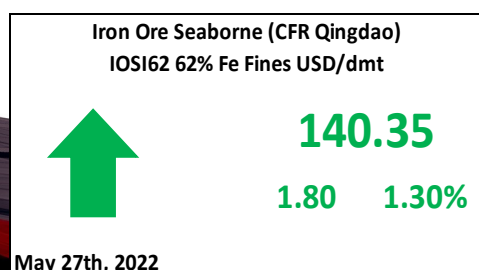 Iron Ore Seaborne (CFR Qingdao)
IOSI62 62% Fe Fines USD/dmt
140.35
1.80 1.30%
May 27th, 2022